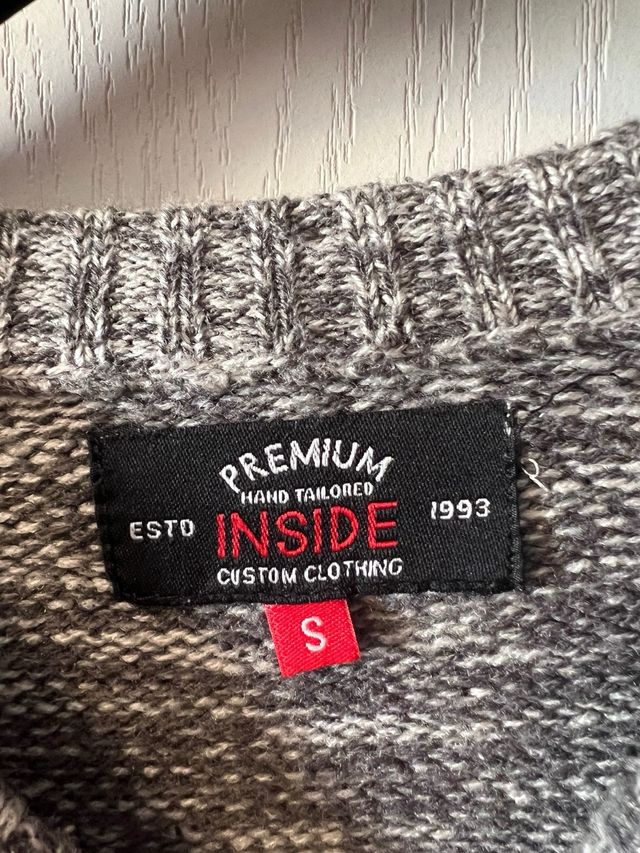 PREMIUM
HAND TAILORED
ESTD INSIDE 1993
CUSTOM CLOTHING
S